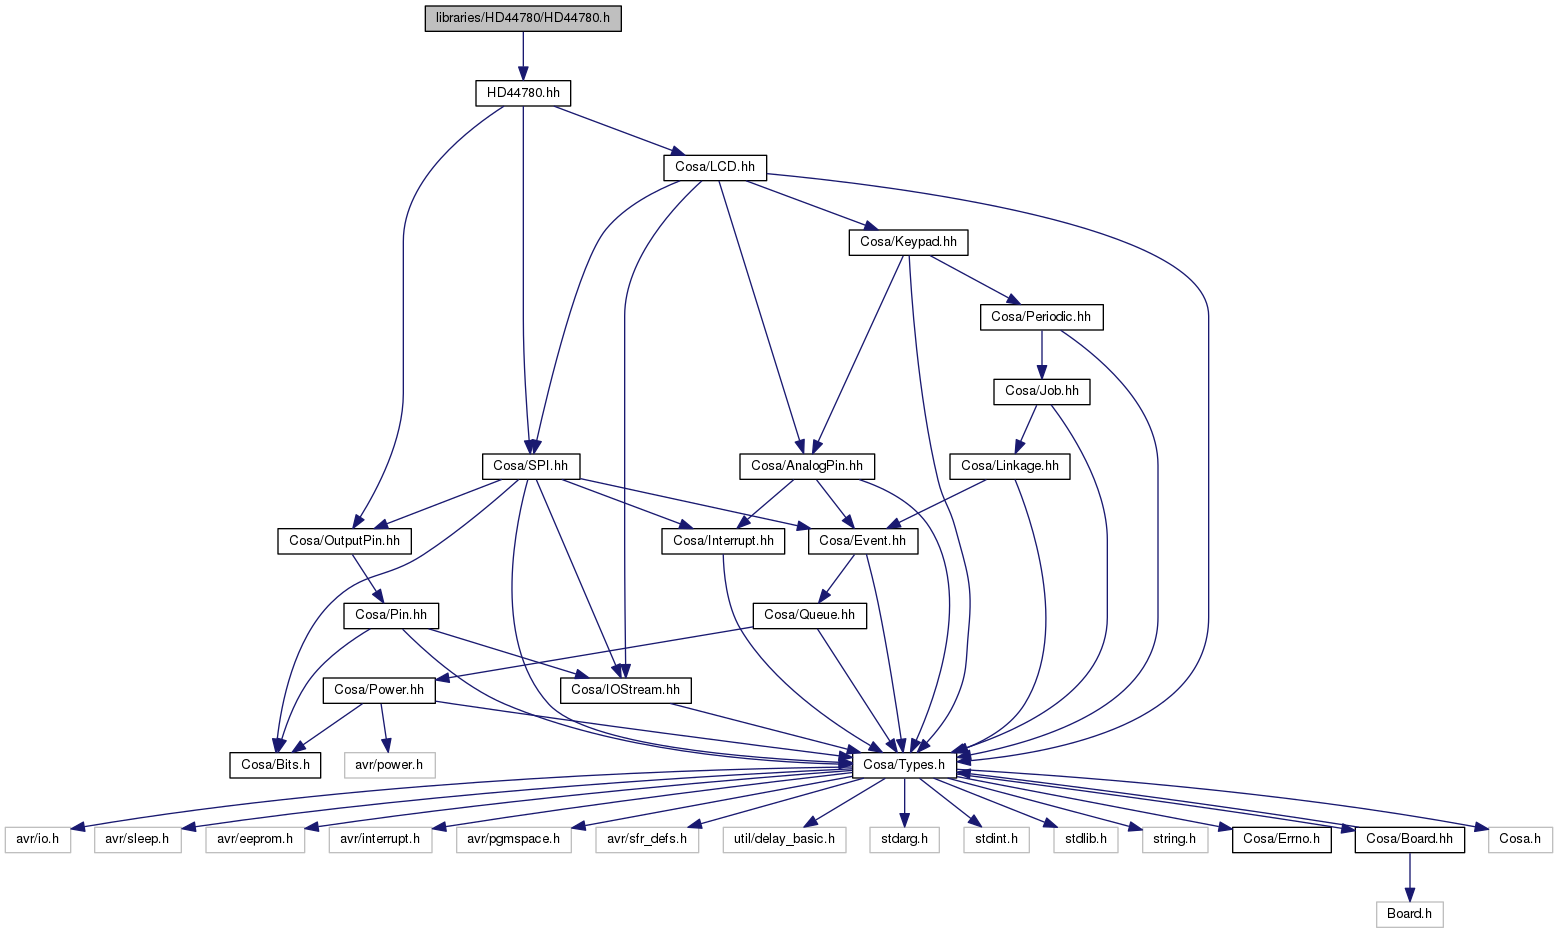 libraries/HD44780/HD44780.h
HD44780.hh
Cosa/LCD.hh
Cosa/Keypad.hh
Cosa/Periodic.hh
Cosa/Job.hh
Cosa/SPI.hh
Cosa/AnalogPin.hh
Cosa/Linkage.hh
Cosa/OutputPin.hh
Cosa/Interrupt.hh
Cosa/Event.hh
Cosa/Pin.hh
Cosa/Queue.hh
Cosa/Power.hh
Cosa/IOStream.hh
Cosa/Bits.h
avr/power.h
Cosa/Types.h
avr/io.h
avr/sleep.h
avr/eeprom.h
avr/interrupt.h
avr/pgmspace.h
avr/sfr_defs.h
util/delay_basic.h
stdarg.h
stdint.h
stdlib.h
string.h
Cosa/Errno.h
Cosa/Board.hh
Cosa.h
Board.h